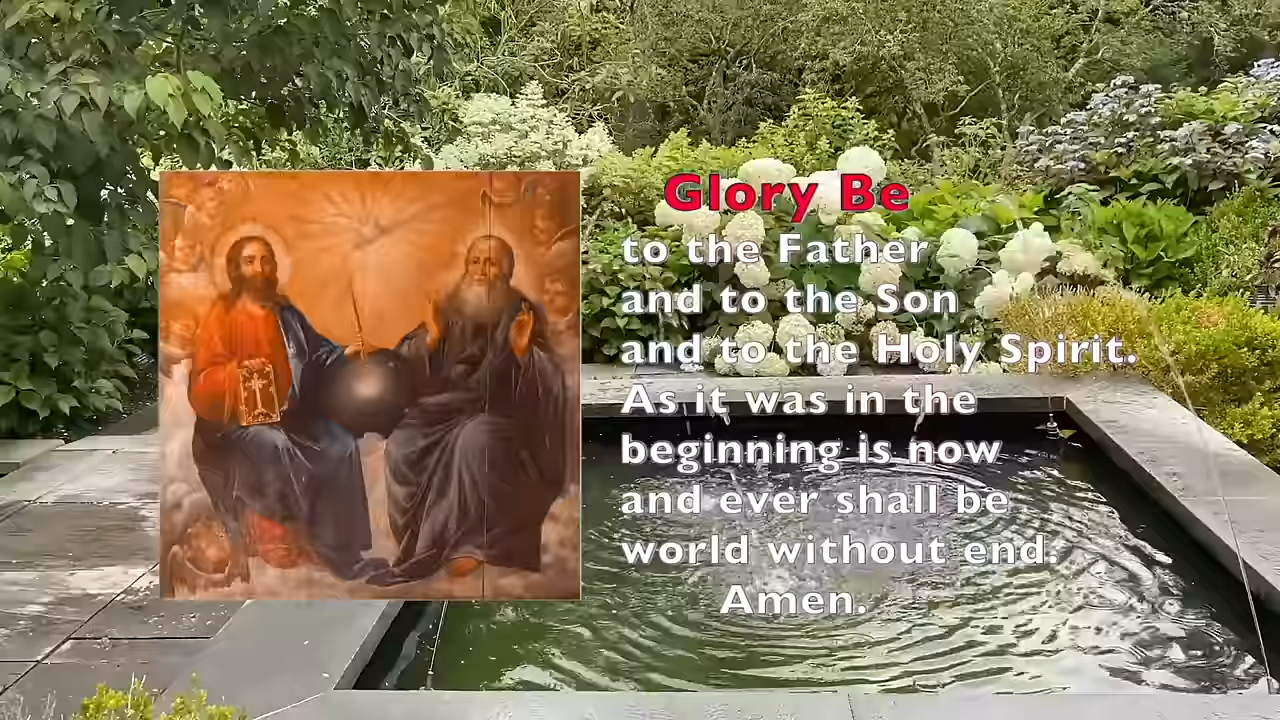 Glory Be
to the Father
and to the Son
and to the Holy Spirit.
As it was in the
beginning is now
and ever shall be
world without end.
Amen.